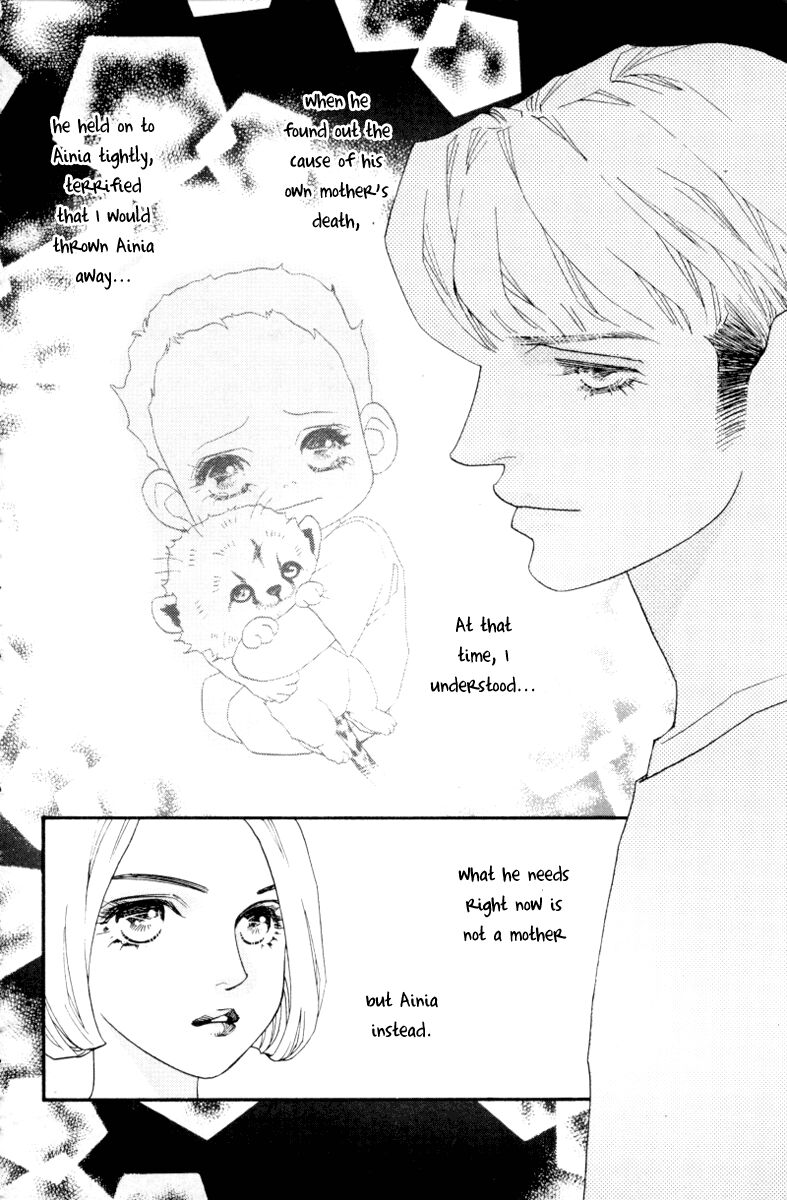 When he
found out the
cause of his
own mother's
death,
he held on to
Ainia tightly,
terrified
that I would
thrown Ainia
away...
At that
time, I
understood...
What he needs
right now is
not a mother
but Ainia
instead.